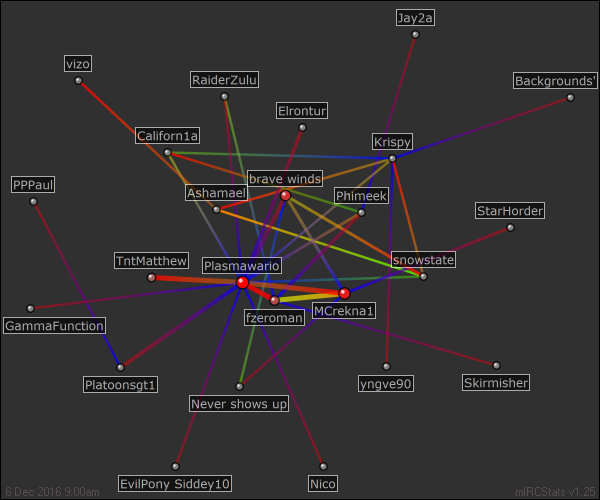 Jay2a
vizo
RaiderZulu
Backgrounds'
Elrontur
Californ1a
Krispy
brave winds
PPPaul
Ashamael
Phimeek
StarHorder
TntMatthew
Plasmawario
snowstate
GammaFunction
fzeroman
MCrekna1
Platoonsgt1
yngve90
Skirmisher
Never shows up
EvilPony Siddey10
Nico
6 Dec 2016 9:00am
mIRCStats v1.25